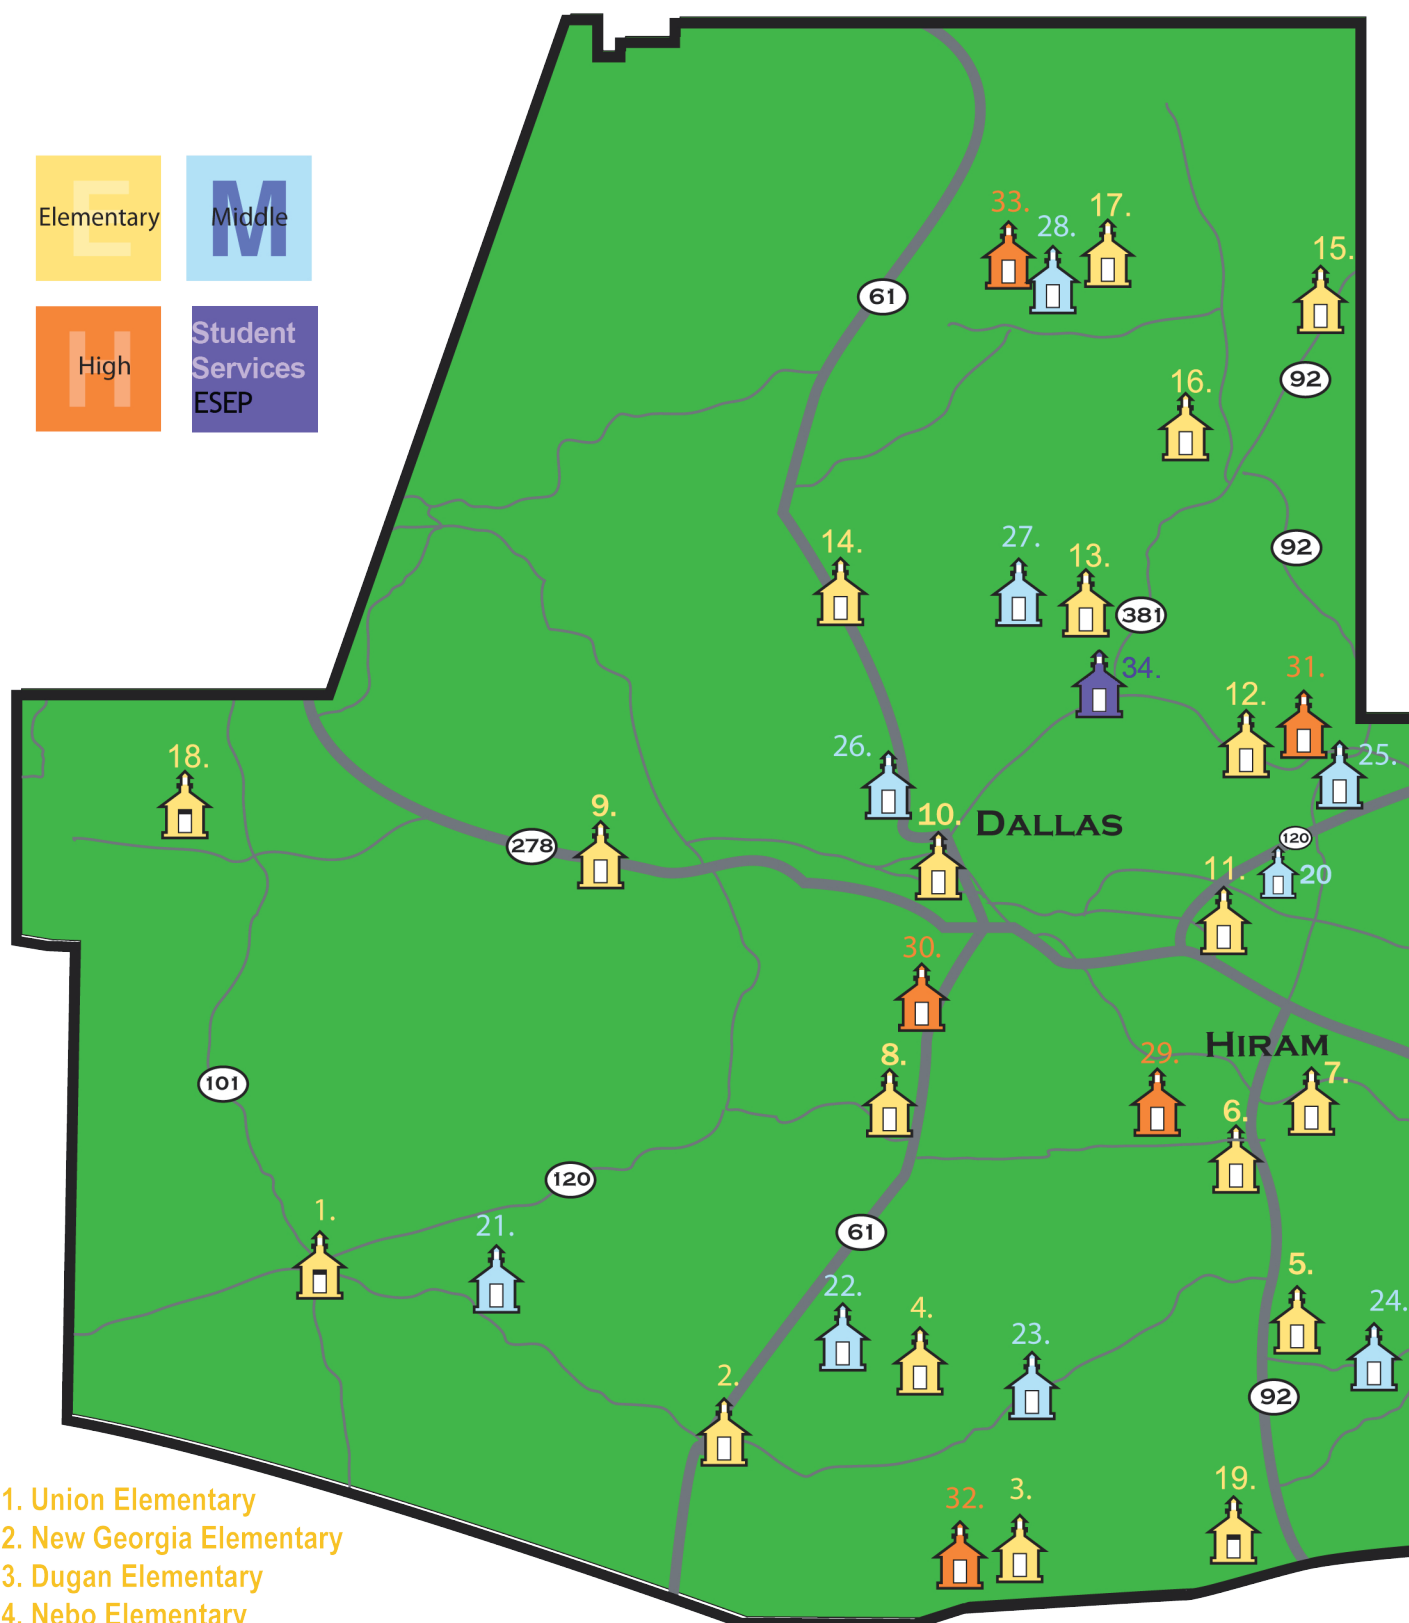 33.
17.
28.
15.
E
Elementary
M
Middle
61
H
High
Student
Services
ESEP
92
16.
27.
14.
13.
92
381
34.
31.
12.
26.
25.
18.
9.
10.
DALLAS
278
120
11.
20
30.
HIRAM
8.
29.
7.
101
6.
120
1.
21.
61
5.
22.
4.
24.
23.
2.
92
19.
3.
32.
1. Union Elementary
2. New Georgia Elementary
3. Dugan Elementary
4. Nebo Elementary